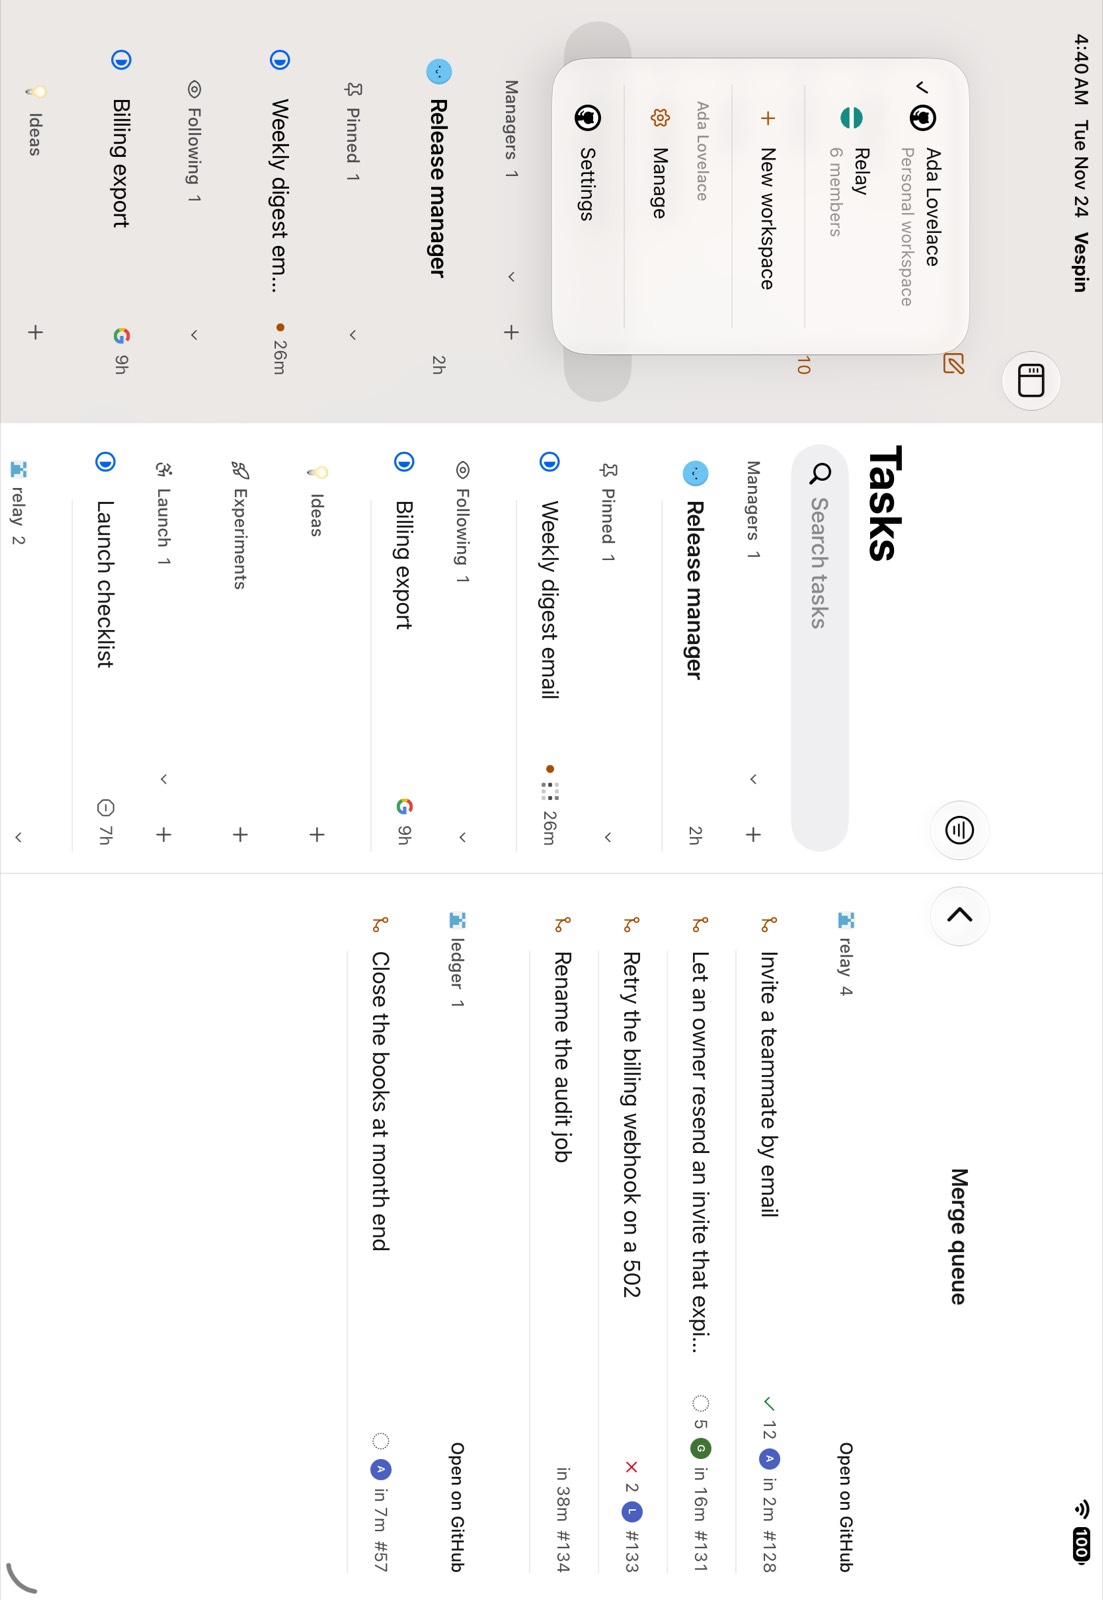 4:40 AM Tue Nov 24 Vespin
100
Ada Lovelace
Personal workspace
Relay
6 members
10
New workspace
Ada Lovelace
Manage
Settings
Managers 1
Release manager 2h
Pinned 1
Weekly digest em... 26m
Following 1
Billing export 9h
Ideas
Tasks
Search tasks
Managers 1
Release manager 2h
Pinned 1
Weekly digest email 26m
Following 1
Billing export 9h
Ideas
Experiments
Launch 1
Launch checklist 7h
relay 2
Merge queue
relay 4 Open on GitHub
Invite a teammate by email 12 A in 2m #128
Let an owner resend an invite that expi... 5 G in 16m #131
Retry the billing webhook on a 502 2 L #133
Rename the audit job in 38m #134
ledger 1 Open on GitHub
Close the books at month end A in 7m #57